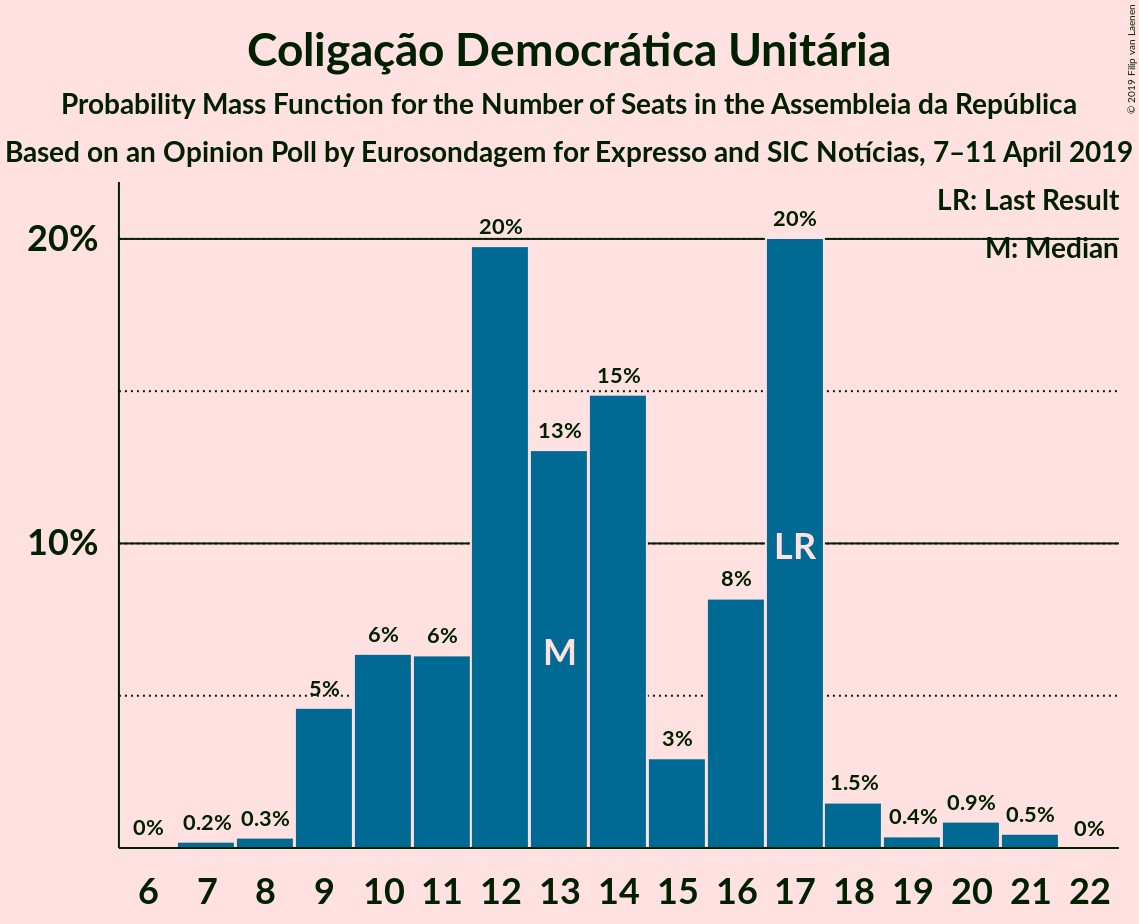 Coligação Democrática Unitária
Probability Mass Function for the Number of Seats in the Assembleia da República
Based on an Opinion Poll by Eurosondagem for Expresso and SIC Notícias, 7–11 April 2019
© 2019 Filip van Laenen
LR: Last Result
M: Median
20%
10%
0%
0.2%
0.3%
5%
6%
6%
20%
13%
15%
3%
8%
20%
1.5%
0.4%
0.9%
0.5%
0%
M
LR
6 7 8 9 10 11 12 13 14 15 16 17 18 19 20 21 22